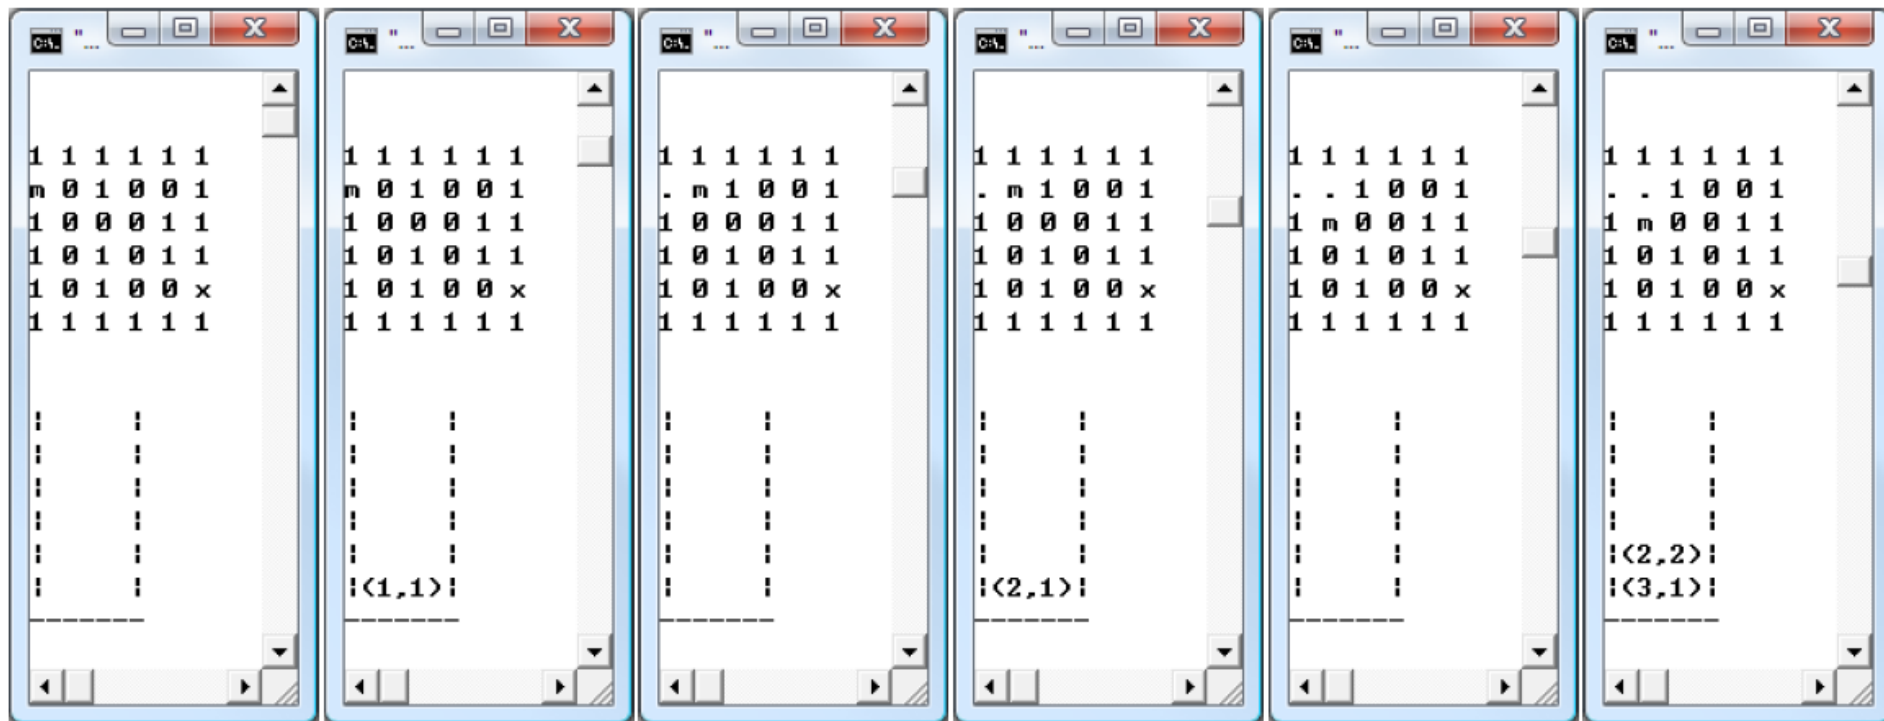 C:\. "...
1 1 1 1 1 1
m 0 1 0 0 1
1 0 0 0 1 1
1 0 1 0 1 1
1 0 1 0 0 x
1 1 1 1 1 1
¦     ¦
¦     ¦
¦     ¦
¦     ¦
¦     ¦
¦     ¦
-------
C:\. "...
1 1 1 1 1 1
m 0 1 0 0 1
1 0 0 0 1 1
1 0 1 0 1 1
1 0 1 0 0 x
1 1 1 1 1 1
¦     ¦
¦     ¦
¦     ¦
¦     ¦
¦     ¦
¦(1,1)¦
-------
C:\. "...
1 1 1 1 1 1
. m 1 0 0 1
1 0 0 0 1 1
1 0 1 0 1 1
1 0 1 0 0 x
1 1 1 1 1 1
¦     ¦
¦     ¦
¦     ¦
¦     ¦
¦     ¦
¦     ¦
-------
C:\. "...
1 1 1 1 1 1
. m 1 0 0 1
1 0 0 0 1 1
1 0 1 0 1 1
1 0 1 0 0 x
1 1 1 1 1 1
¦     ¦
¦     ¦
¦     ¦
¦     ¦
¦     ¦
¦(2,1)¦
-------
C:\. "...
1 1 1 1 1 1
. . 1 0 0 1
1 m 0 0 1 1
1 0 1 0 1 1
1 0 1 0 0 x
1 1 1 1 1 1
¦     ¦
¦     ¦
¦     ¦
¦     ¦
¦     ¦
¦     ¦
-------
C:\. "...
1 1 1 1 1 1
. . 1 0 0 1
1 m 0 0 1 1
1 0 1 0 1 1
1 0 1 0 0 x
1 1 1 1 1 1
¦     ¦
¦     ¦
¦     ¦
¦     ¦
¦(2,2)¦
¦(3,1)¦
-------